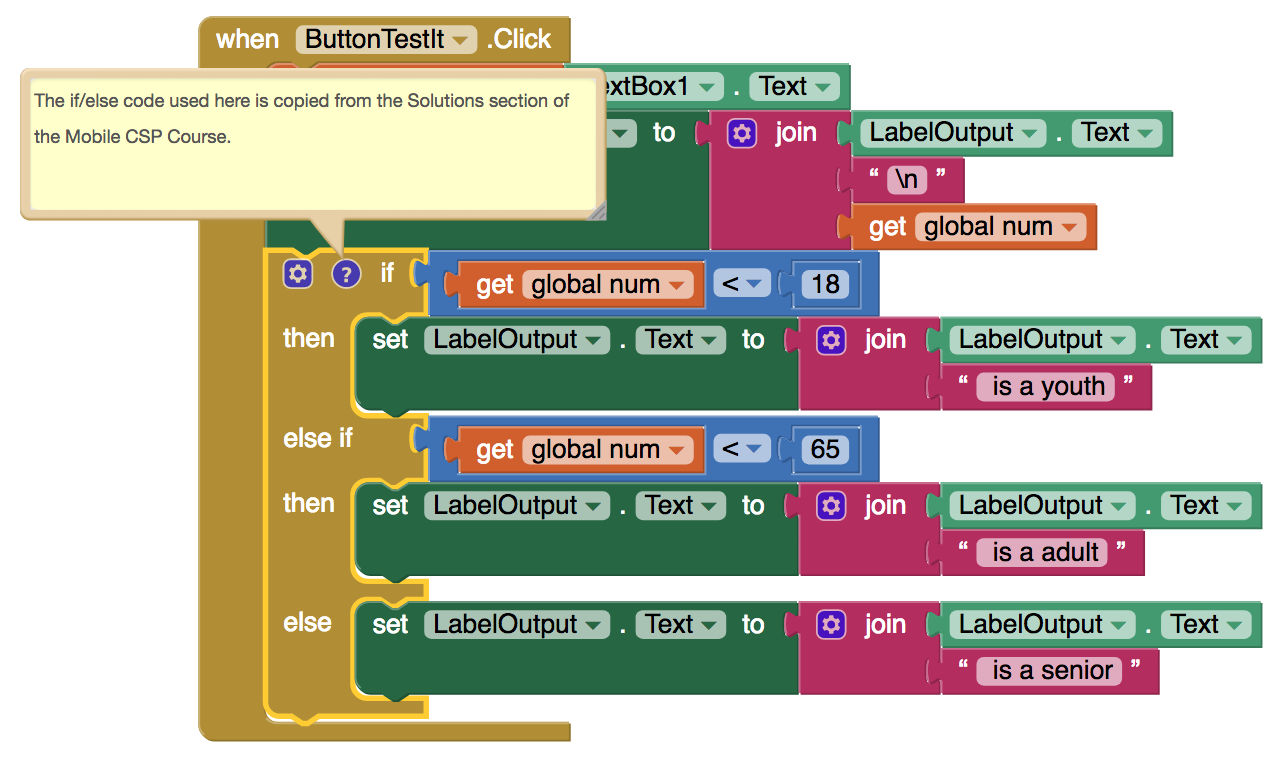 when ButtonTestIt .Click
The if/else code used here is copied from the Solutions section of
the Mobile CSP Course.
. Text
to join LabelOutput . Text
“ \n ”
get global num
? if get global num < 18
then set LabelOutput . Text to join LabelOutput . Text
“ is a youth ”
else if get global num < 65
then set LabelOutput . Text to join LabelOutput . Text
“ is a adult ”
else set LabelOutput . Text to join LabelOutput . Text
“ is a senior ”